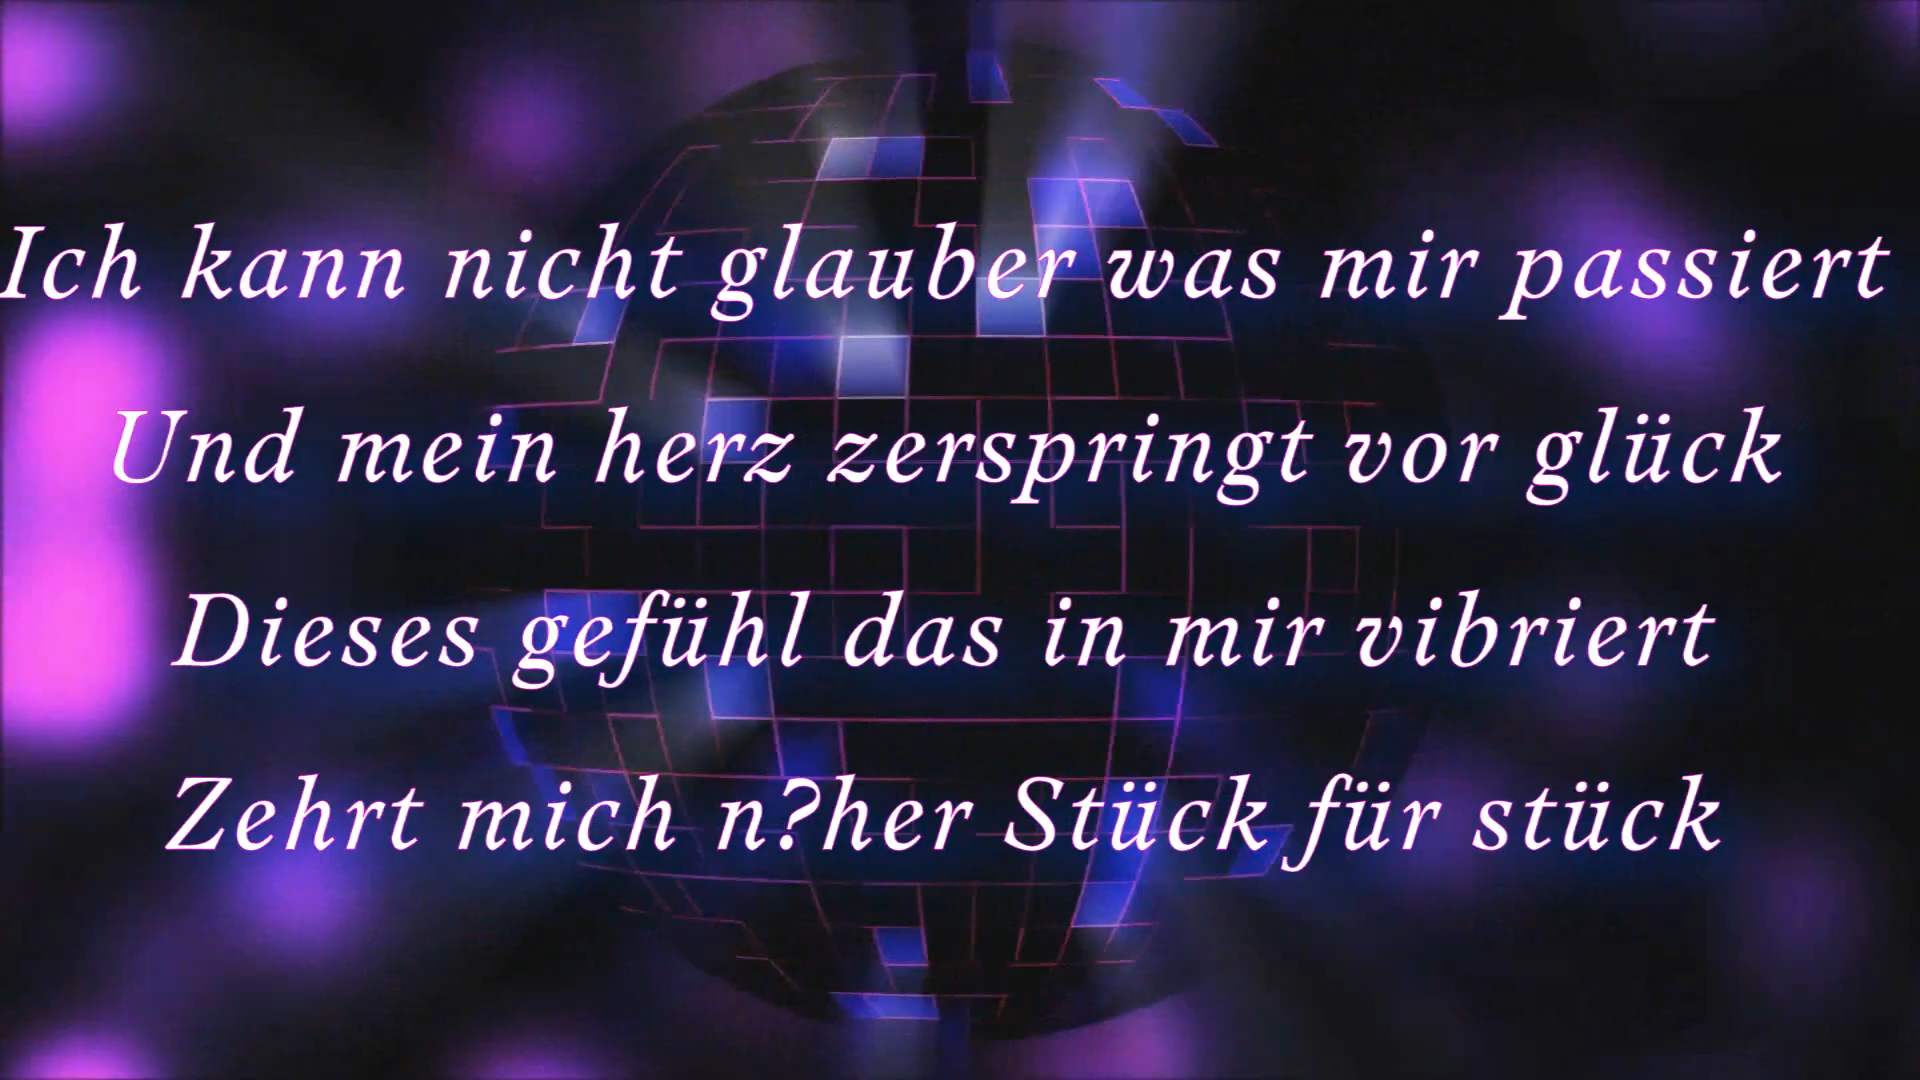 Ich kann nicht glauber was mir passiert
Und mein herz zerspringt vor glück
Dieses gefühl das in mir vibriert
Zehrt mich n?her Stück für stück